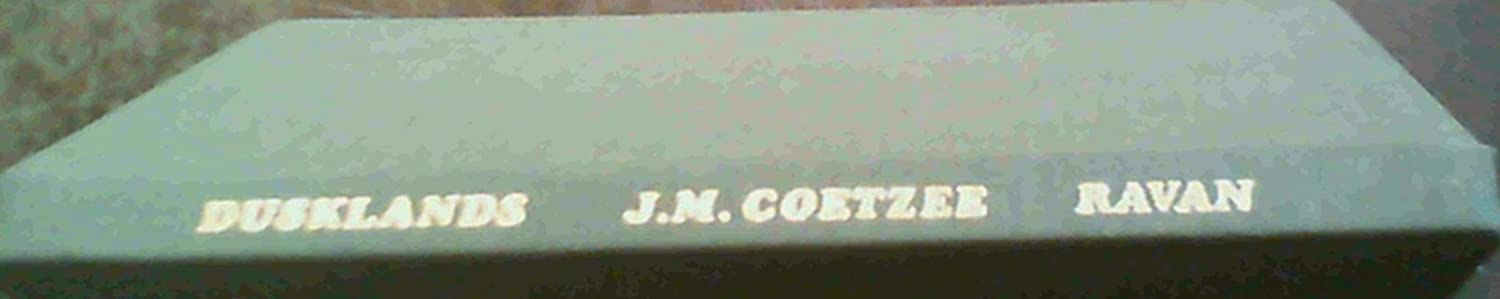 DUSKLANDS J.M. COETZEE RAVAN